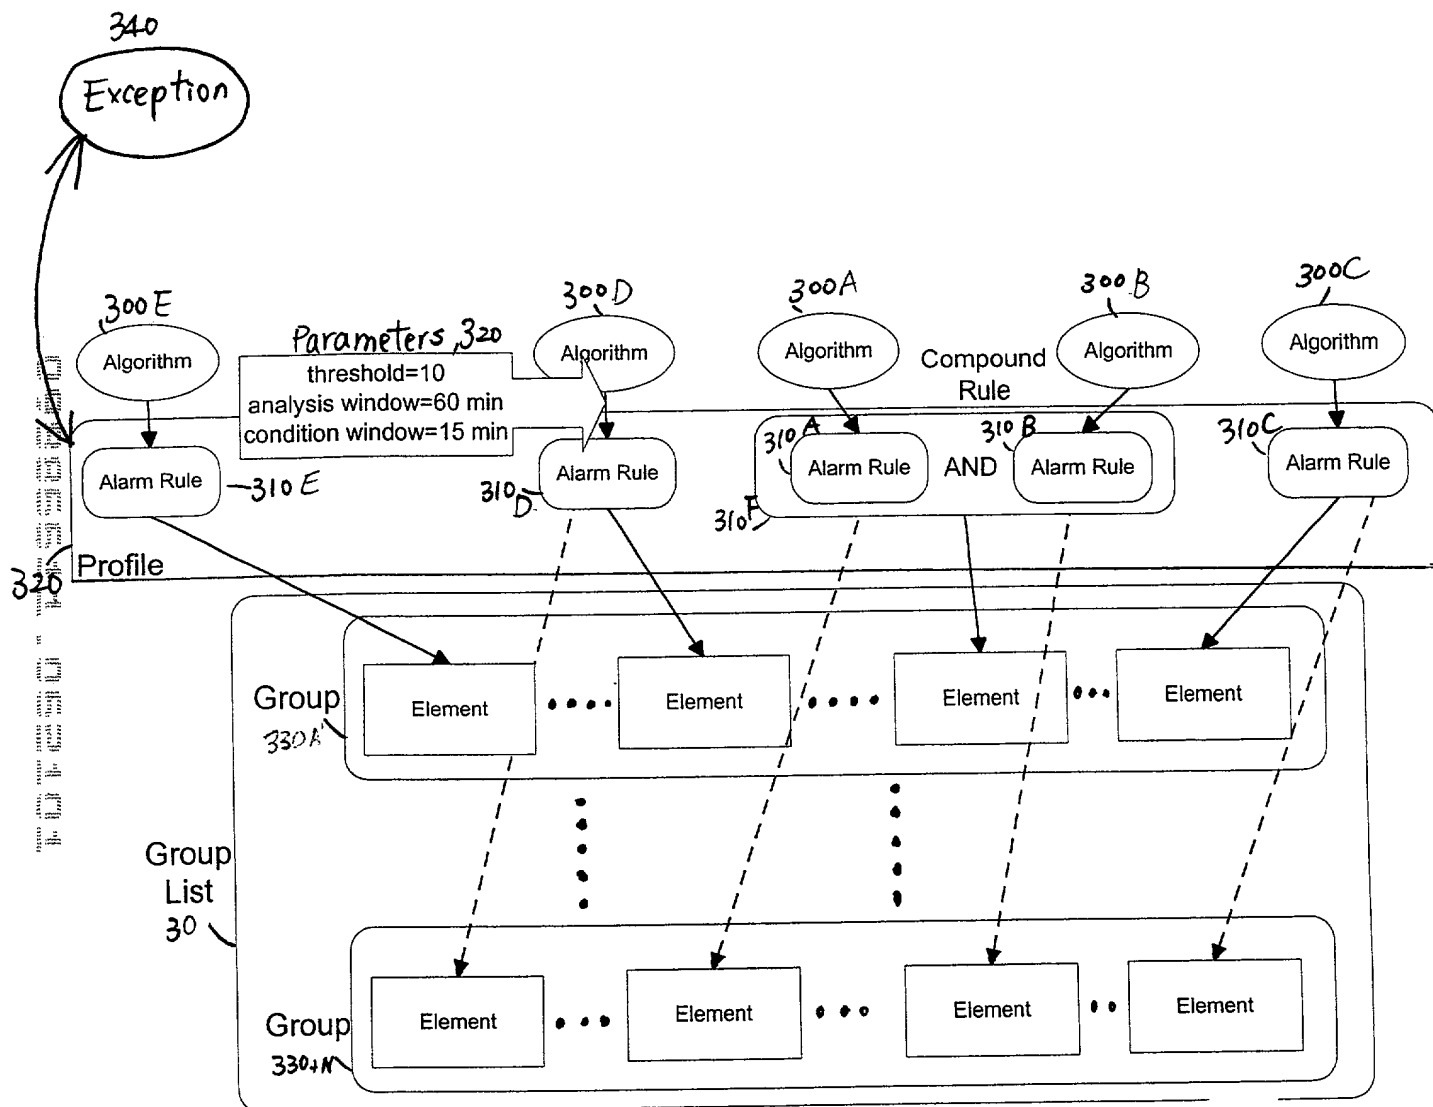 340
Exception
300E
300D
300A
300B
300C
Parameters, 320
Algorithm
threshold=10
analysis window=60 min
condition window=15 min
Algorithm
Algorithm
Compound
Rule
Algorithm
Algorithm
Alarm Rule
310E
310D
Alarm Rule
310A
Alarm Rule
AND
310B
Alarm Rule
310F
310C
Alarm Rule
320
Profile
Group
330A
Element
Element
Element
Element
Group
List
30
Group
330+N
Element
Element
Element
Element